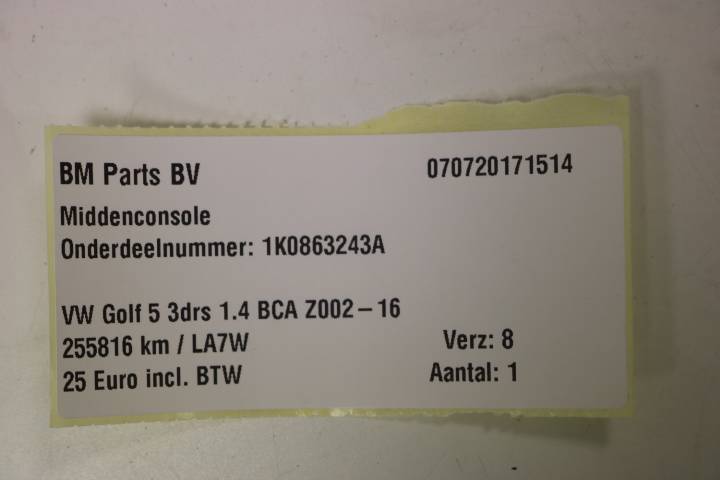 BM Parts BV 070720171514
Middenconsole
Onderdeelnummer: 1K0863243A
VW Golf 5 3drs 1.4 BCA Z002-16
255816 km / LA7W Verz: 8
25 Euro incl. BTW Aantal: 1